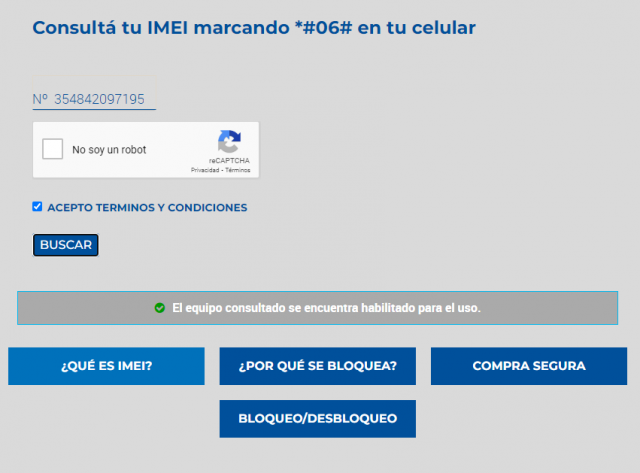 Consultá tu IMEI marcando *#06# en tu celular
Nº 354842097195
No soy un robot
reCAPTCHA
Privacidad - Términos
ACEPTO TERMINOS Y CONDICIONES
BUSCAR
El equipo consultado se encuentra habilitado para el uso.
¿QUÉ ES IMEI? ¿POR QUÉ SE BLOQUEA? COMPRA SEGURA
BLOQUEO/DESBLOQUEO